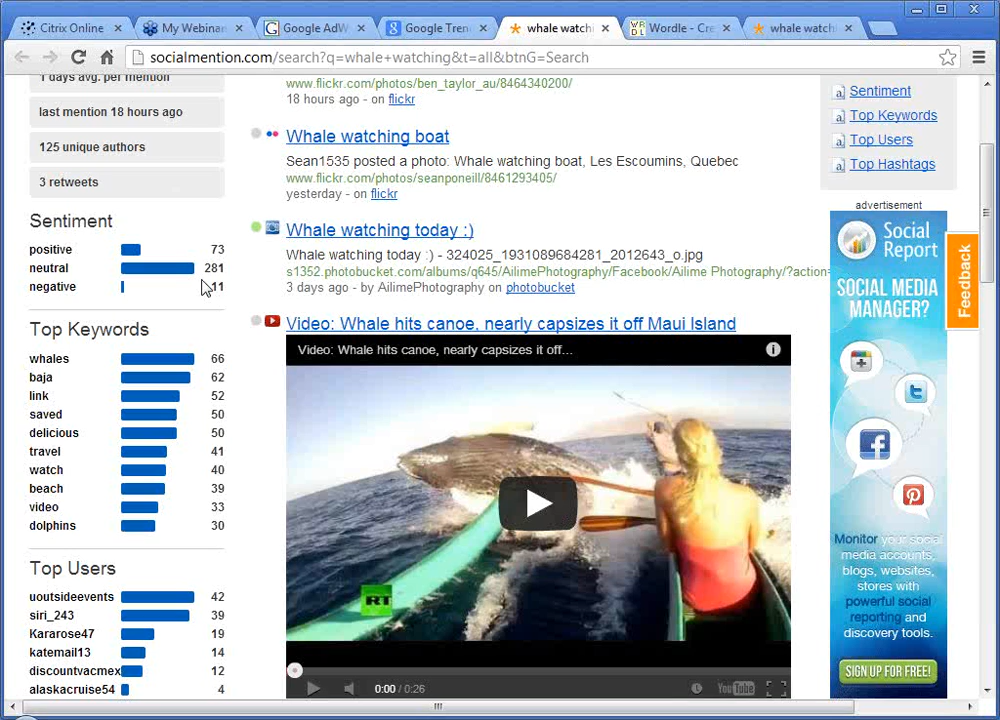 Citrix Online
My Webinar
Google AdW
Google Tren
whale watchi
Wordle - Cre
whale watchi
socialmention.com/search?q=whale+watching&t=all&btnG=Search
1 days avg. per mention
last mention 18 hours ago
125 unique authors
3 retweets
Sentiment
positive 73
neutral 281
negative 11
Top Keywords
whales 66
baja 62
link 52
saved 50
delicious 50
travel 41
watch 40
beach 39
video 33
dolphins 30
Top Users
uoutsideevents 42
siri_243 39
Kararose47 19
katemail13 14
discountvacmex 12
alaskacruise54 4
www.flickr.com/photos/ben_taylor_au/8464340200/
18 hours ago - on flickr
Whale watching boat
Sean1535 posted a photo: Whale watching boat, Les Escoumins, Quebec
www.flickr.com/photos/seanponeill/8461293405/
yesterday - on flickr
Whale watching today :)
Whale watching today :) - 324025_1931089684281_2012643_o.jpg
s1352.photobucket.com/albums/q645/AilimePhotography/Facebook/Ailime Photography/?action=
3 days ago - by AilimePhotography on photobucket
Video: Whale hits canoe, nearly capsizes it off Maui Island
Video: Whale hits canoe, nearly capsizes it off...
RT
0:00 / 0:26
YouTube
Sentiment
Top Keywords
Top Users
Top Hashtags
advertisement
Social
Report
SOCIAL MEDIA
MANAGER?
Monitor your social
media accounts,
blogs, websites,
stores with
powerful social
reporting and
discovery tools.
SIGN UP FOR FREE!
Feedback